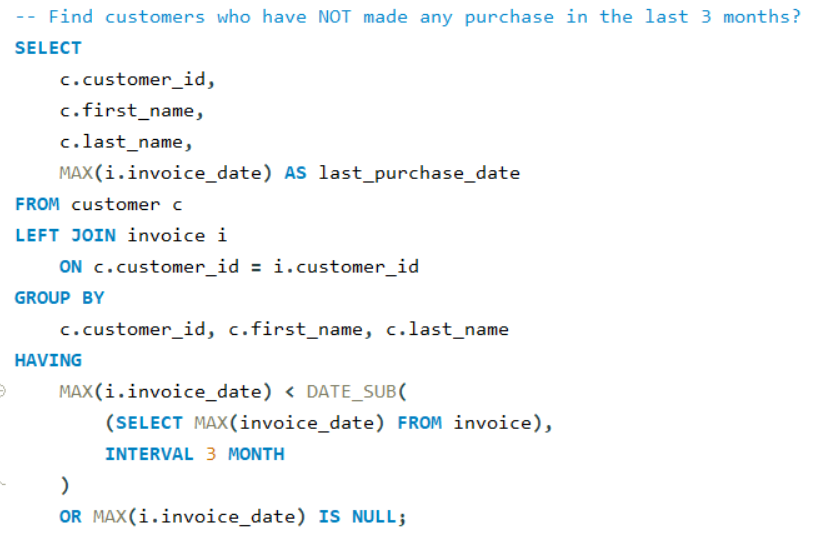 -- Find customers who have NOT made any purchase in the last 3 months?
SELECT
    c.customer_id,
    c.first_name,
    c.last_name,
    MAX(i.invoice_date) AS last_purchase_date
FROM customer c
LEFT JOIN invoice i
    ON c.customer_id = i.customer_id
GROUP BY
    c.customer_id, c.first_name, c.last_name
HAVING
    MAX(i.invoice_date) < DATE_SUB(
        (SELECT MAX(invoice_date) FROM invoice),
        INTERVAL 3 MONTH
    )
    OR MAX(i.invoice_date) IS NULL;